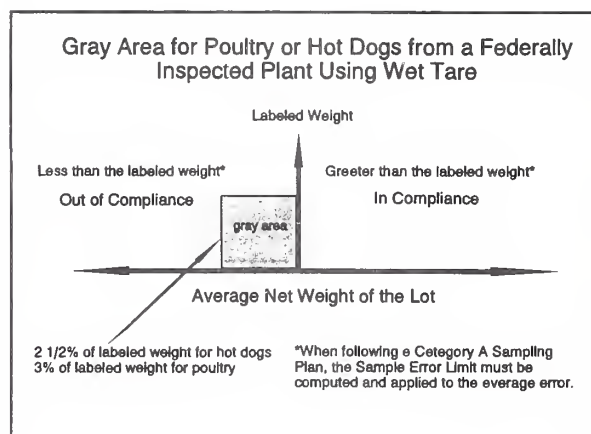 Gray Area for Poultry or Hot Dogs from a Federally
Inspected Plant Using Wet Tare
Labeled Weight
Less than the labeled weight*
Greeter than the labeled weight*
Out of Compliance
In Compliance
gray area
Average Net Weight of the Lot
2 1/2% of labeled weight for hot dogs
3% of labeled weight for poultry
*When following e Cetegory A Sampling
Plan, the Sample Error Limit must be
computed and applied to the everage error.